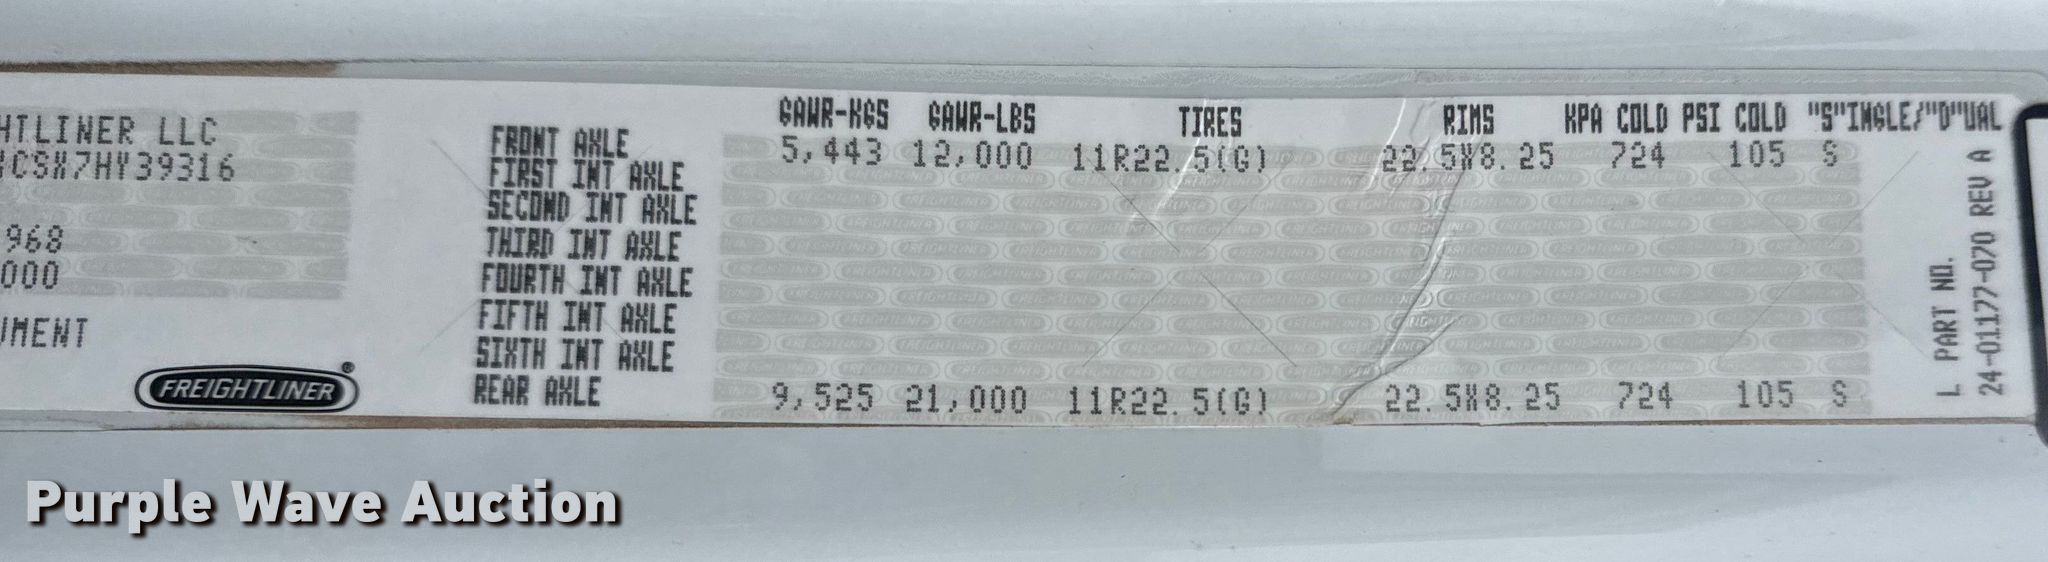 HTLINER LLC
CSX7HY39316
968
000
UMENT
FREIGHTLINER®
GAWR-KGS GAWR-LBS TIRES RIMS KPA COLD PSI COLD "S"INGLE/"D"UAL
FRONT AXLE 5,443 12,000 11R22.5(G) 22.5X8.25 724 105 S
FIRST INT AXLE
SECOND INT AXLE
THIRD INT AXLE
FOURTH INT AXLE
FIFTH INT AXLE
SIXTH INT AXLE
REAR AXLE 9,525 21,000 11R22.5(G) 22.5X8.25 724 105 S
L PART NO.
24-01177-070 REV A
Purple Wave Auction